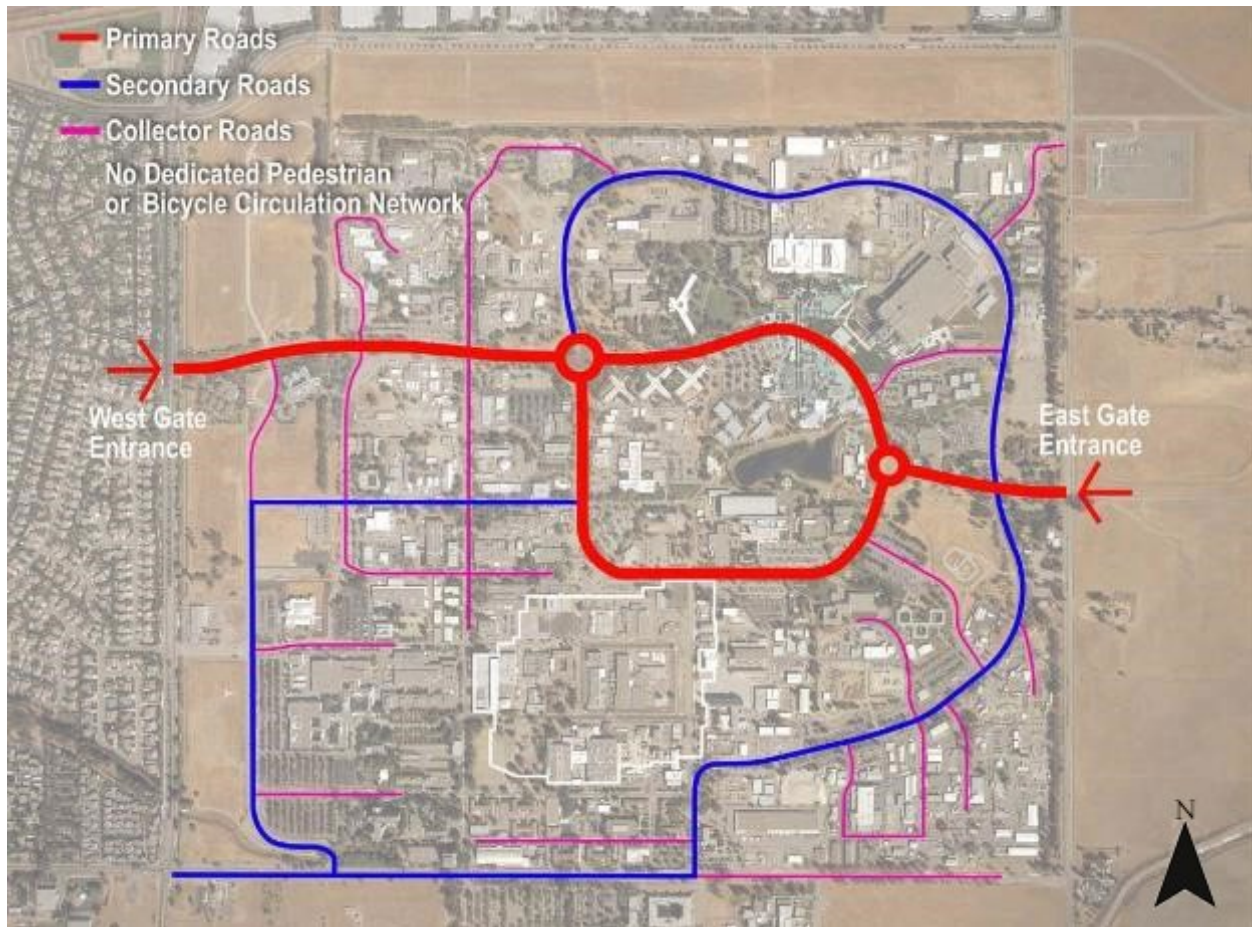 Primary Roads
Secondary Roads
Collector Roads
No Dedicated Pedestrian
or Bicycle Circulation Network
West Gate
Entrance
East Gate
Entrance
N